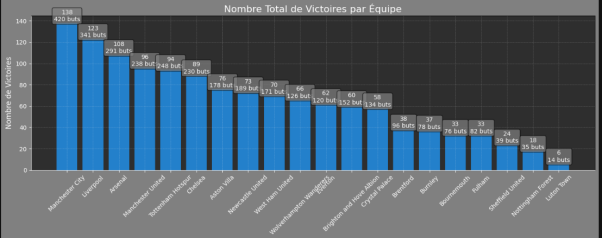 Nombre Total de Victoires par Équipe
Nombre de Victoires
140
120
100
80
60
40
20
0
138
420 buts
123
341 buts
108
291 buts
96
238 buts
94
248 buts
89
230 buts
76
178 buts
73
199 buts
70
171 buts
66
126 buts
62
120 buts
60
152 buts
58
134 buts
38
96 buts
37
78 buts
33
76 buts
33
82 buts
24
39 buts
18
35 buts
6
14 buts
Manchester City
Liverpool
Arsenal
Manchester United
Tottenham Hotspur
Chelsea
Aston Villa
Newcastle United
West Ham United
Wolverhampton Wanderers
Everton
Brighton and Hove Albion
Crystal Palace
Brentford
Burnley
Bournemouth
Fulham
Sheffield United
Nottingham Forest
Luton Town